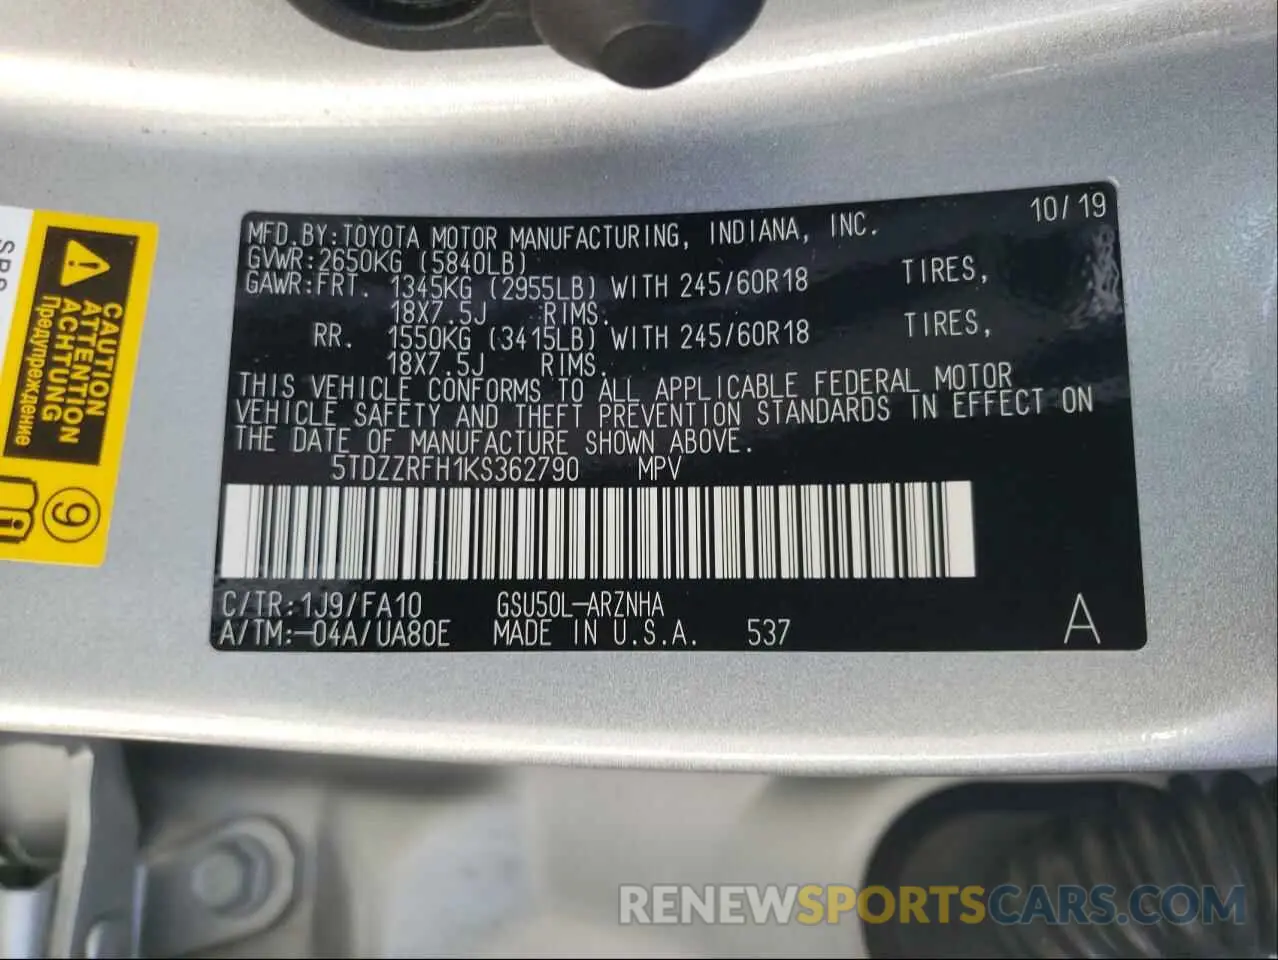 10/19
MFD.BY:TOYOTA MOTOR MANUFACTURING, INDIANA, INC.
GVWR:2650KG (5840LB)
GAWR:FRT. 1345KG (2955LB) WITH 245/60R18 TIRES,
18X7.5J RIMS.
RR. 1550KG (3415LB) WITH 245/60R18 TIRES,
18X7.5J RIMS.
THIS VEHICLE CONFORMS TO ALL APPLICABLE FEDERAL MOTOR
VEHICLE SAFETY AND THEFT PREVENTION STANDARDS IN EFFECT ON
THE DATE OF MANUFACTURE SHOWN ABOVE.
5TDZZRFH1KS362790 MPV
C/TR:1J9/FA10 GSU50L-ARZNHA
A/TM:-04A/UA80E MADE IN U.S.A. 537
A
CAUTION
ATTENTION
ACHTUNG
Предупреждение
9
RENEWSPORTSCARS.COM